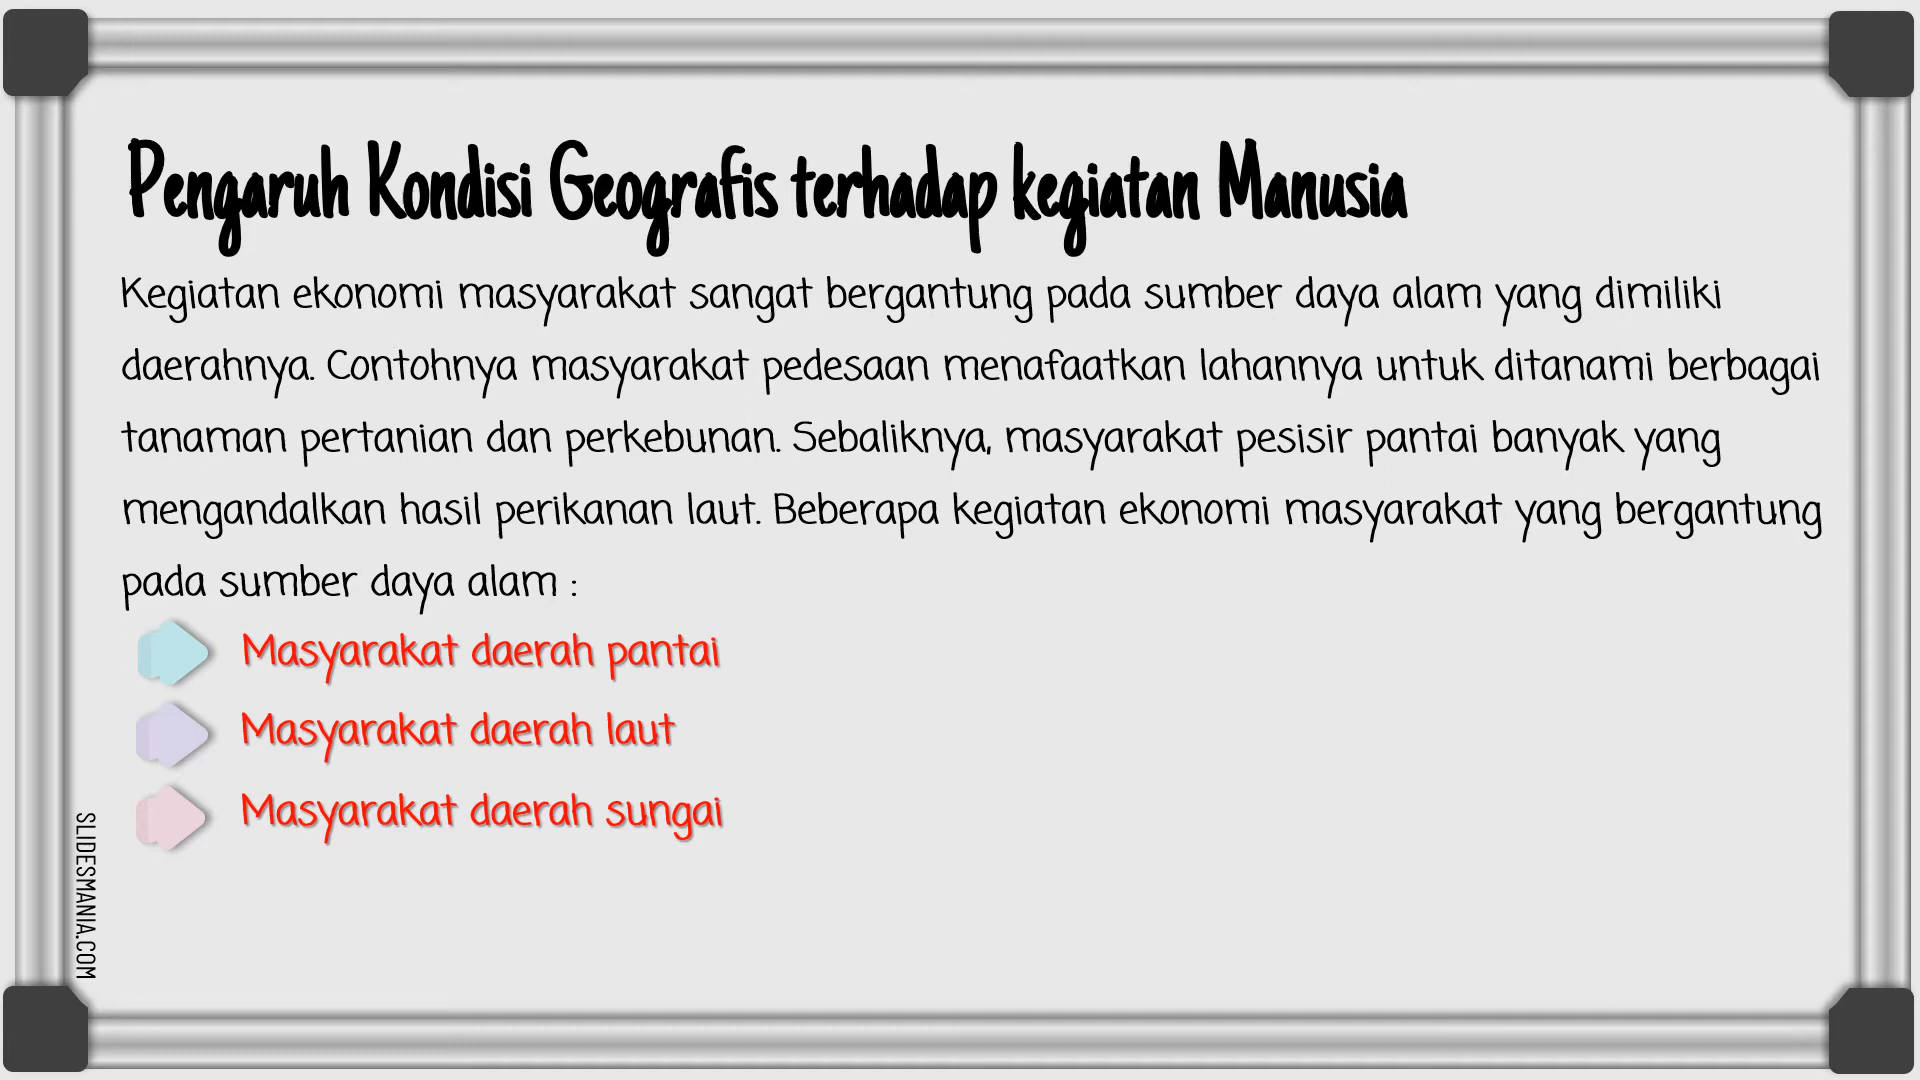 Pengaruh Kondisi Geografis terhadap kegiatan Manusia
Kegiatan ekonomi masyarakat sangat bergantung pada sumber daya alam yang dimiliki
daerahnya. Contohnya masyarakat pedesaan menafaatkan lahannya untuk ditanami berbagai
tanaman pertanian dan perkebunan. Sebaliknya, masyarakat pesisir pantai banyak yang
mengandalkan hasil perikanan laut. Beberapa kegiatan ekonomi masyarakat yang bergantung
pada sumber daya alam :
Masyarakat daerah pantai
Masyarakat daerah laut
Masyarakat daerah sungai
SLIDESMANIA.COM